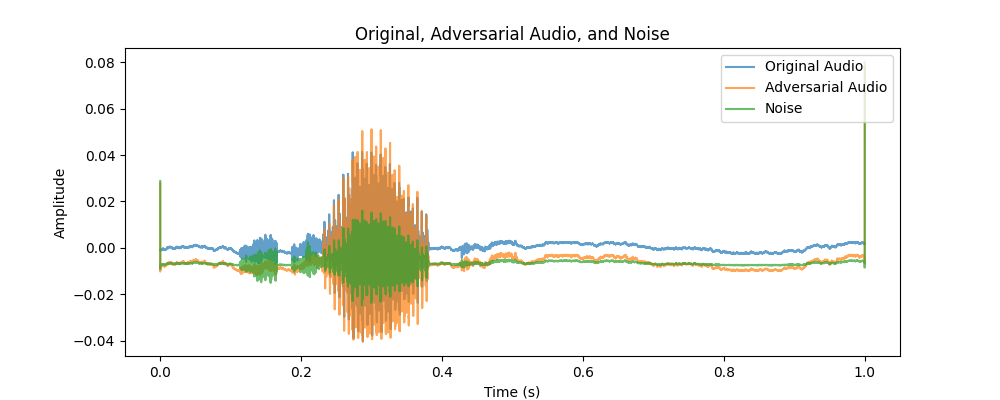 Original, Adversarial Audio, and Noise
Original Audio
Adversarial Audio
Noise
Amplitude
0.08
0.06
0.04
0.02
0.00
−0.02
−0.04
0.0 0.2 0.4 0.6 0.8 1.0
Time (s)